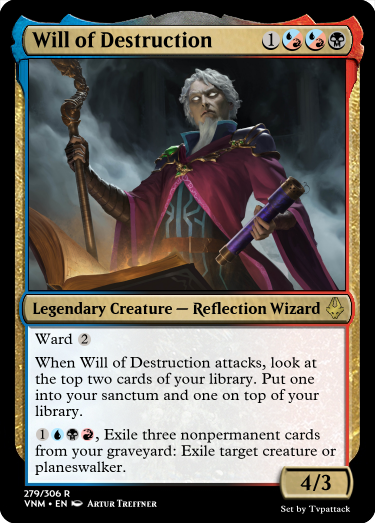 Will of Destruction 1
Legendary Creature — Reflection Wizard
Ward 2
When Will of Destruction attacks, look at
the top two cards of your library. Put one
into your sanctum and one on top of your
library.
1, Exile three nonpermanent cards
from your graveyard: Exile target creature or
planeswalker.
4/3
279/306 R
VNM • EN Artur Treffner
Set by Tvpattack